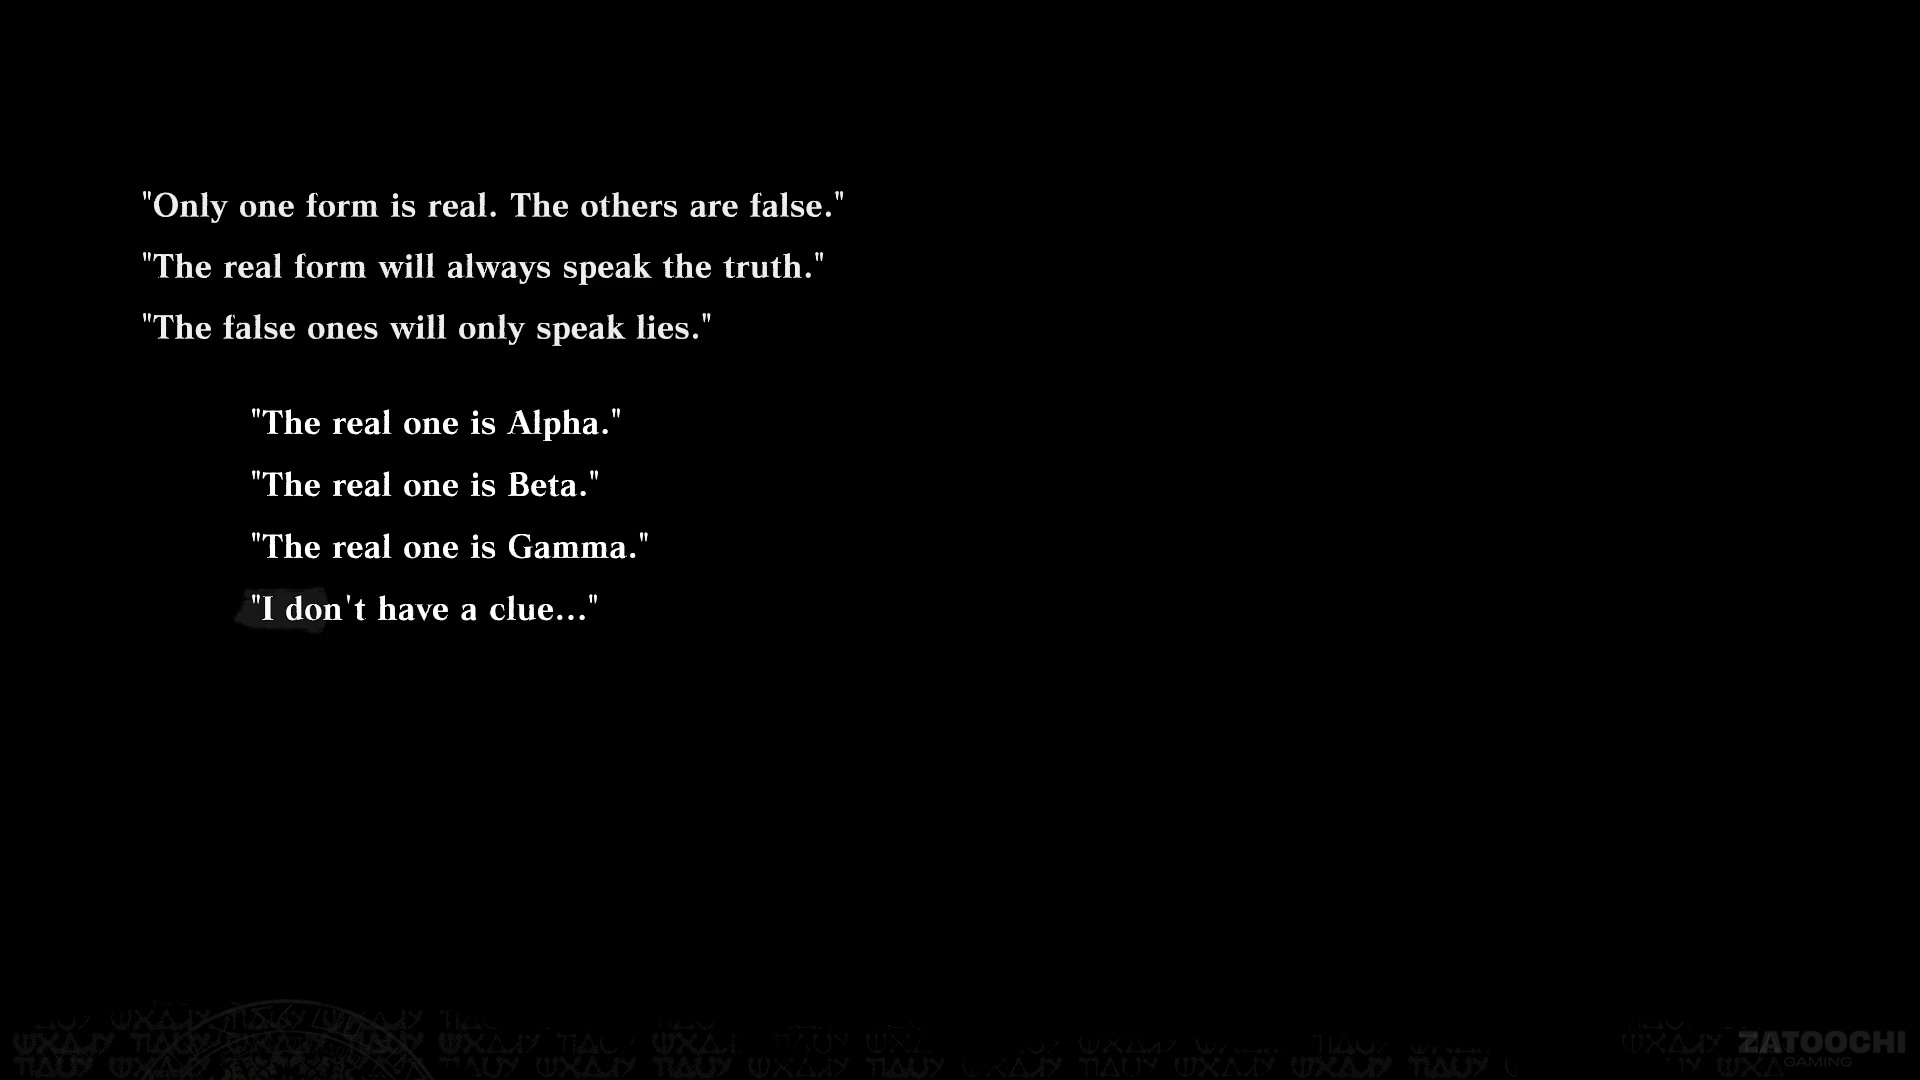 "Only one form is real. The others are false."
"The real form will always speak the truth."
"The false ones will only speak lies."
"The real one is Alpha."
"The real one is Beta."
"The real one is Gamma."
"I don't have a clue..."
ZATOOCHI
GAMING